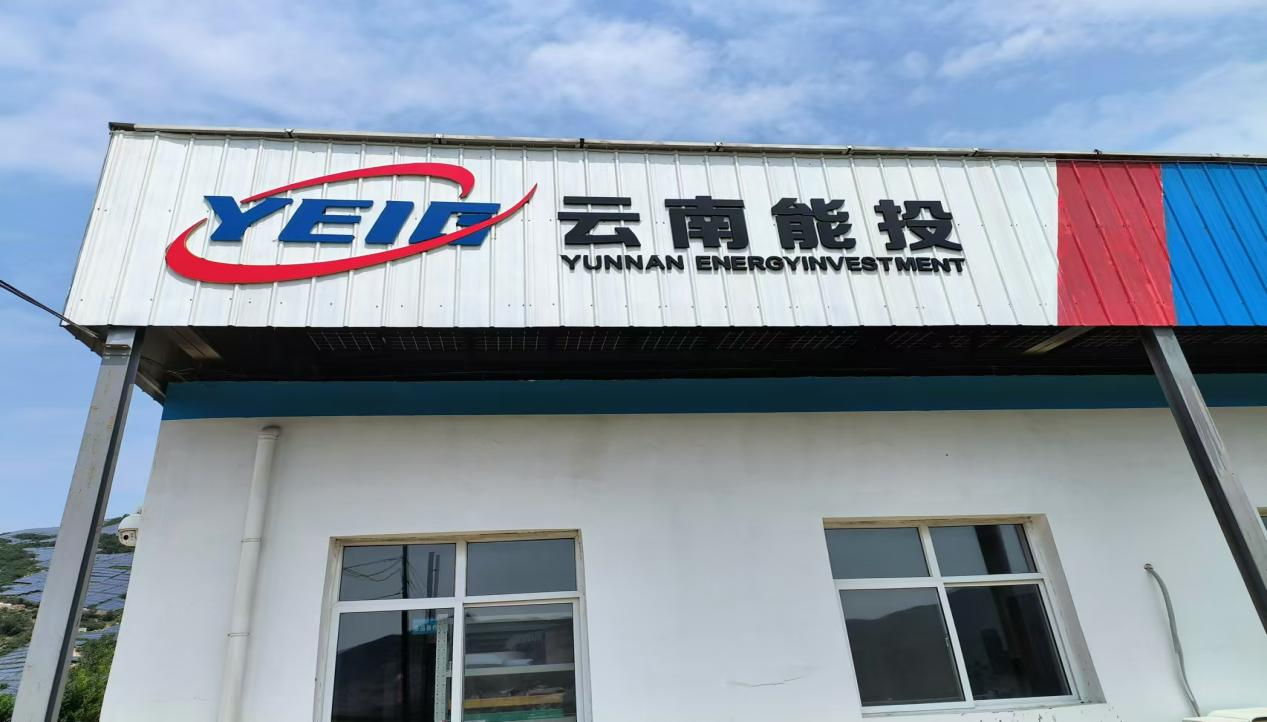 YEIG
云南能投
YUNNAN ENERGYINVESTMENT